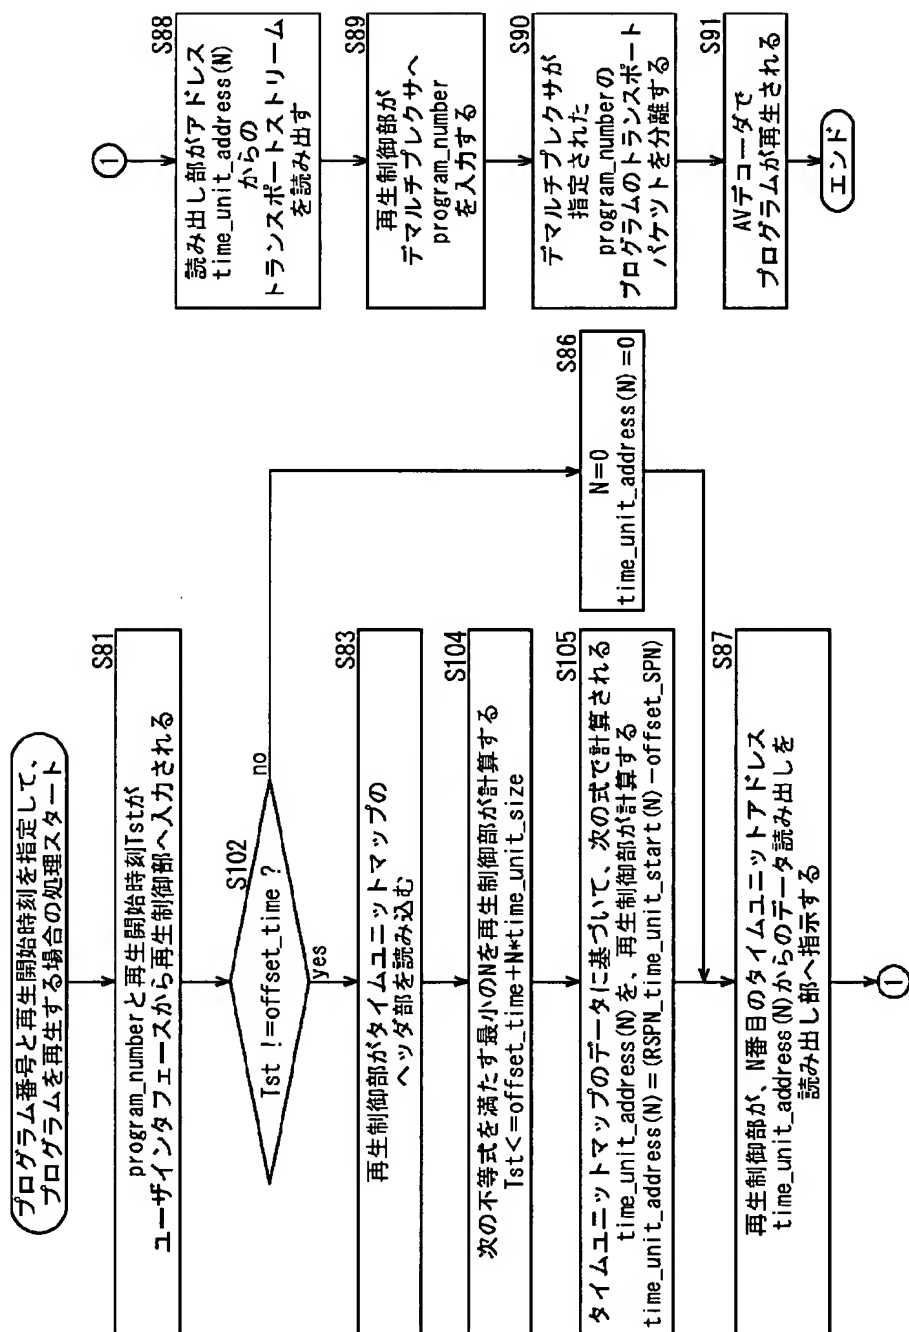 プログラム番号と再生開始時刻を指定して、
プログラムを再生する場合の処理スタート
S81
program_numberと再生開始時刻Tstが
ユーザインタフェースから再生制御部へ入力される
S102
Tst !=offset_time ?
no
yes
S83
再生制御部がタイムユニットマップの
ヘッダ部を読み込む
S104
次の不等式を満たす最小のNを再生制御部が計算する
Tst<=offset_time+N*time_unit_size
S105
タイムユニットマップのデータに基づいて、次の式で計算される
time_unit_address(N)を、再生制御部が計算する
time_unit_address(N)=(RSPN_time_unit_start(N)-offset_SPN)
S86
N=0
time_unit_address(N)=0
S87
再生制御部が、N番目のタイムユニットアドレス
time_unit_address(N)からのデータ読み出しを
読み出し部へ指示する
1
1
S88
読み出し部がアドレス
time_unit_address(N)
からの
トランスポートストリーム
を読み出す
S89
再生制御部が
デマルチプレクサへ
program_number
を入力する
S90
デマルチプレクサが
指定された
program_numberの
プログラムのトランスポート
パケットを分離する
S91
AVデコーダで
プログラムが再生される
エンド